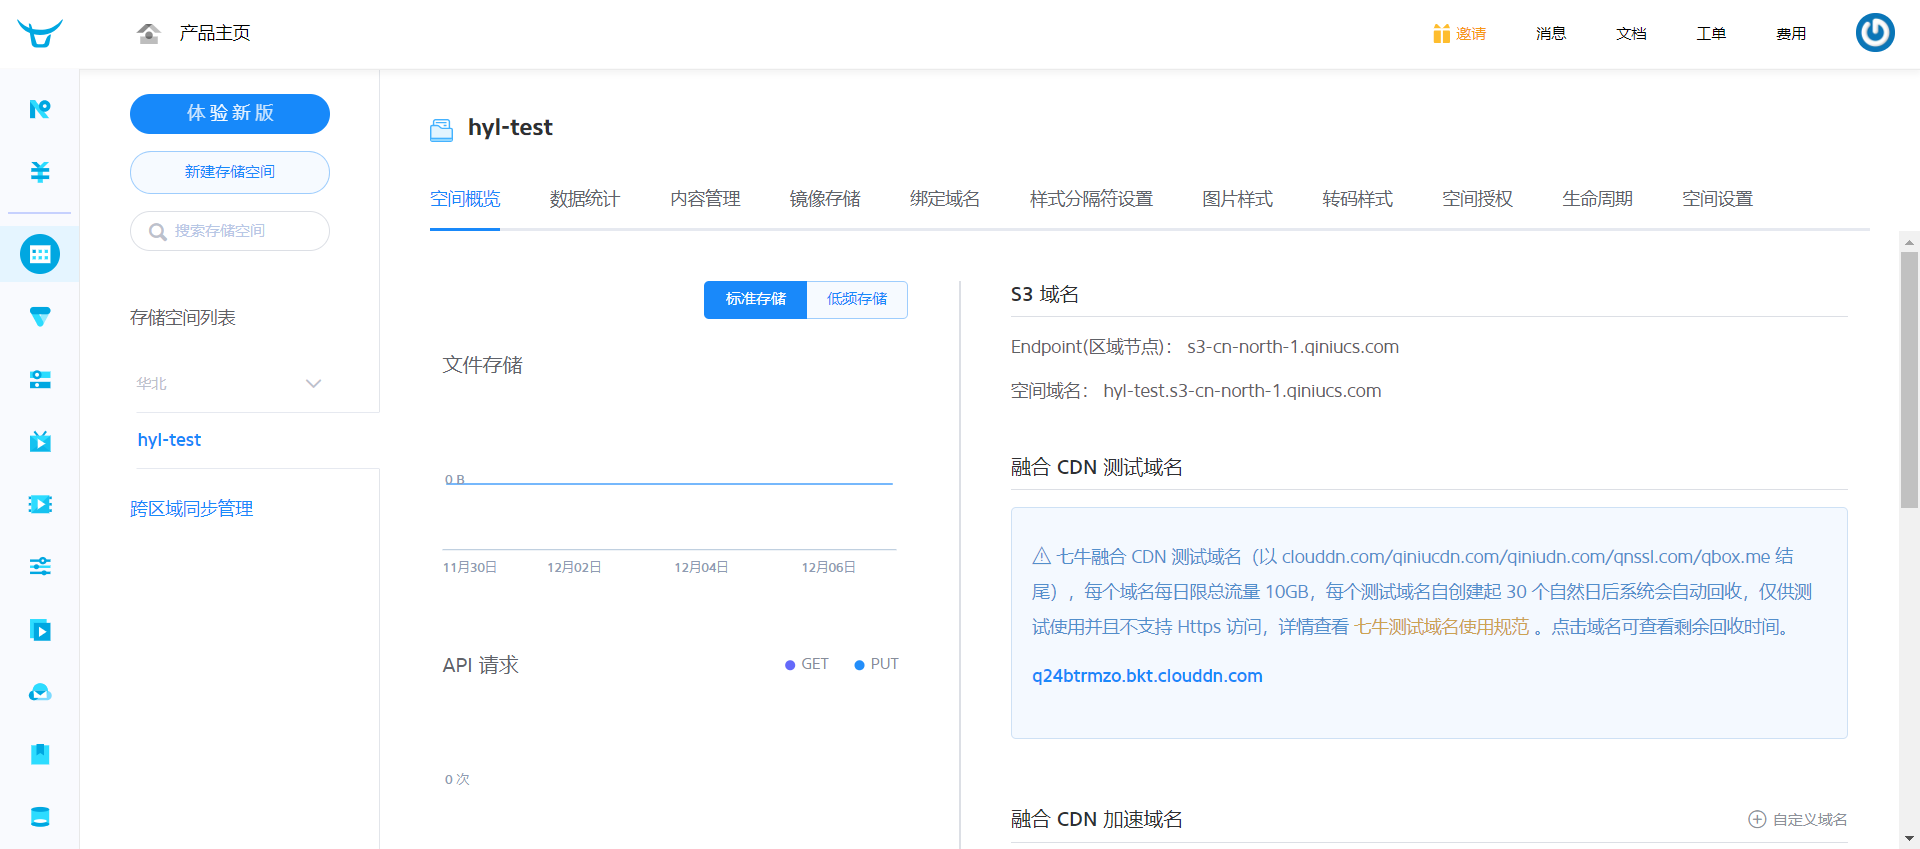 产品主页
邀请 消息 文档 工单 费用
体验新版
新建存储空间
搜索存储空间
存储空间列表
华北
hyl-test
跨区域同步管理
hyl-test
空间概览 数据统计 内容管理 镜像存储 绑定域名 样式分隔符设置 图片样式 转码样式 空间授权 生命周期 空间设置
标准存储 低频存储
文件存储
0 B
11月30日 12月02日 12月04日 12月06日
API 请求
GET PUT
0 次
S3 域名
Endpoint(区域节点)： s3-cn-north-1.qiniucs.com
空间域名： hyl-test.s3-cn-north-1.qiniucs.com
融合 CDN 测试域名
七牛融合 CDN 测试域名（以 clouddn.com/qiniucdn.com/qiniudn.com/qnssl.com/qbox.me 结
尾），每个域名每日限总流量 10GB，每个测试域名自创建起 30 个自然日后系统会自动回收，仅供测
试使用并且不支持 Https 访问，详情查看 七牛测试域名使用规范 。点击域名可查看剩余回收时间。
q24btrmzo.bkt.clouddn.com
融合 CDN 加速域名
自定义域名